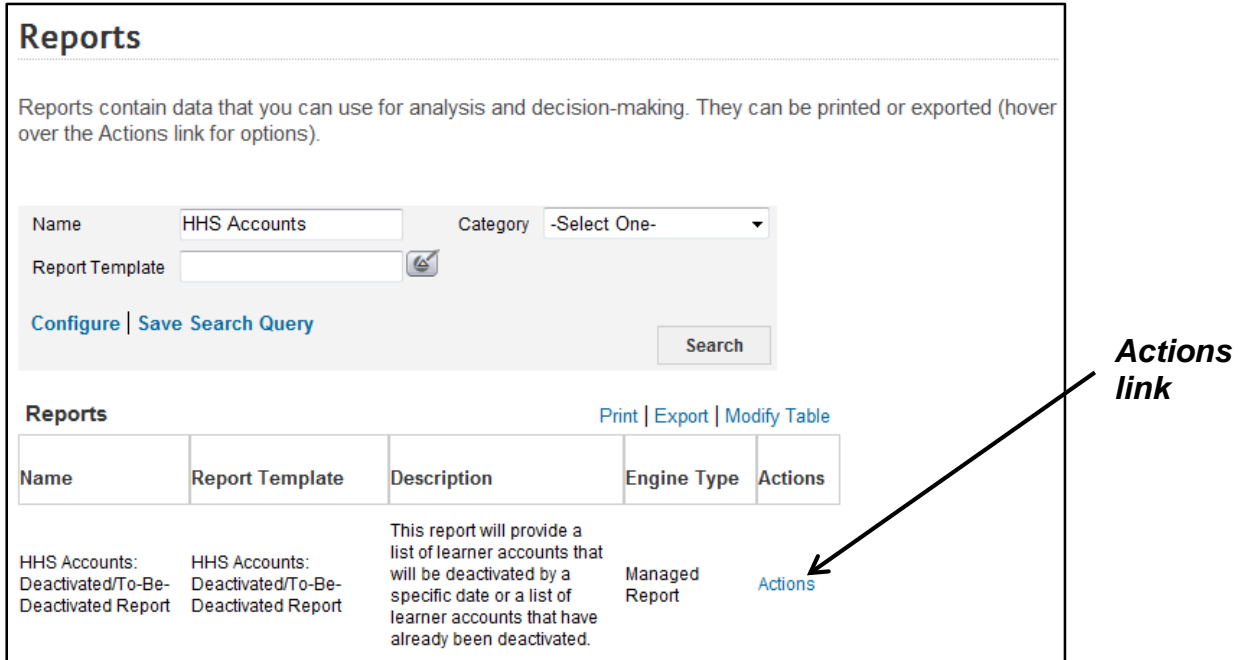 Reports
Reports contain data that you can use for analysis and decision-making. They can be printed or exported (hover
over the Actions link for options).
Name HHS Accounts Category -Select One-
Report Template
Configure | Save Search Query
Search
Actions
link
Reports Print | Export | Modify Table
Name Report Template Description Engine Type Actions
This report will provide a
list of learner accounts that
will be deactivated by a
specific date or a list of
learner accounts that have
already been deactivated.
HHS Accounts:
Deactivated/To-Be-
Deactivated Report
HHS Accounts:
Deactivated/To-Be-
Deactivated Report
Managed
Report
Actions